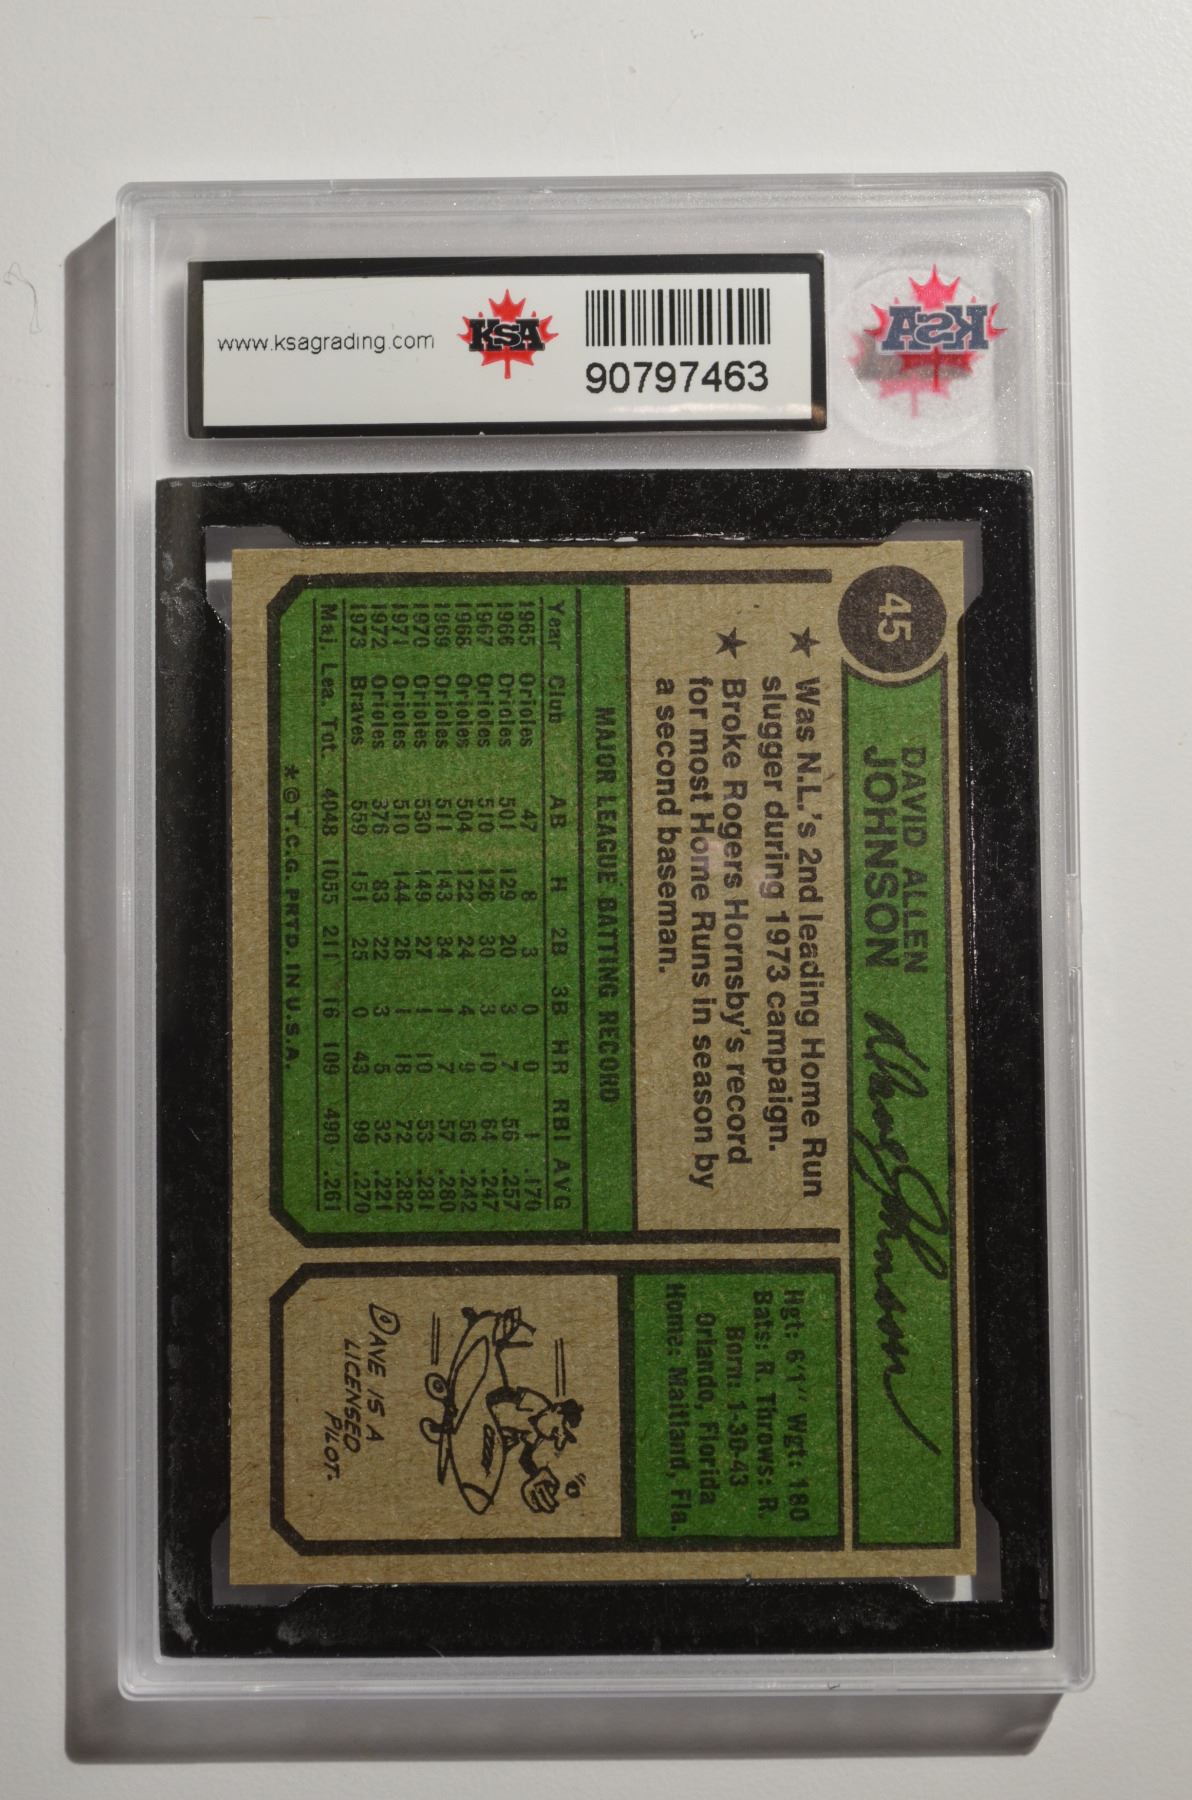 www.ksagrading.com
KSA
90797463
KSA
45
DAVID ALLEN
JOHNSON
Dave Johnson
★ Was N.L.'s 2nd leading Home Run
slugger during 1973 campaign.
★ Broke Rogers Hornsby's record
for most Home Runs in season by
a second baseman.
MAJOR LEAGUE BATTING RECORD
Year Club AB H 2B 3B HR RBI AVG
1965 Orioles 47 8 3 0 0 1 .170
1966 Orioles 501 129 20 3 7 56 .257
1967 Orioles 510 126 30 3 10 64 .247
1968 Orioles 504 122 24 4 9 56 .242
1969 Orioles 511 143 34 1 7 57 .280
1970 Orioles 530 149 27 1 10 53 .281
1971 Orioles 510 144 26 1 18 72 .282
1972 Orioles 376 83 22 3 5 32 .221
1973 Braves 559 151 25 0 43 99 .270
Maj. Lea. Tot. 4048 1055 211 16 109 490 .261
* © T.C.G. PRTD. IN U.S.A.
Hgt: 6'1" Wgt: 180
Bats: R. Throws: R.
Born: 1-30-43
Orlando, Florida
Home: Maitland, Fla.
DAVE IS A
LICENSED
PILOT.